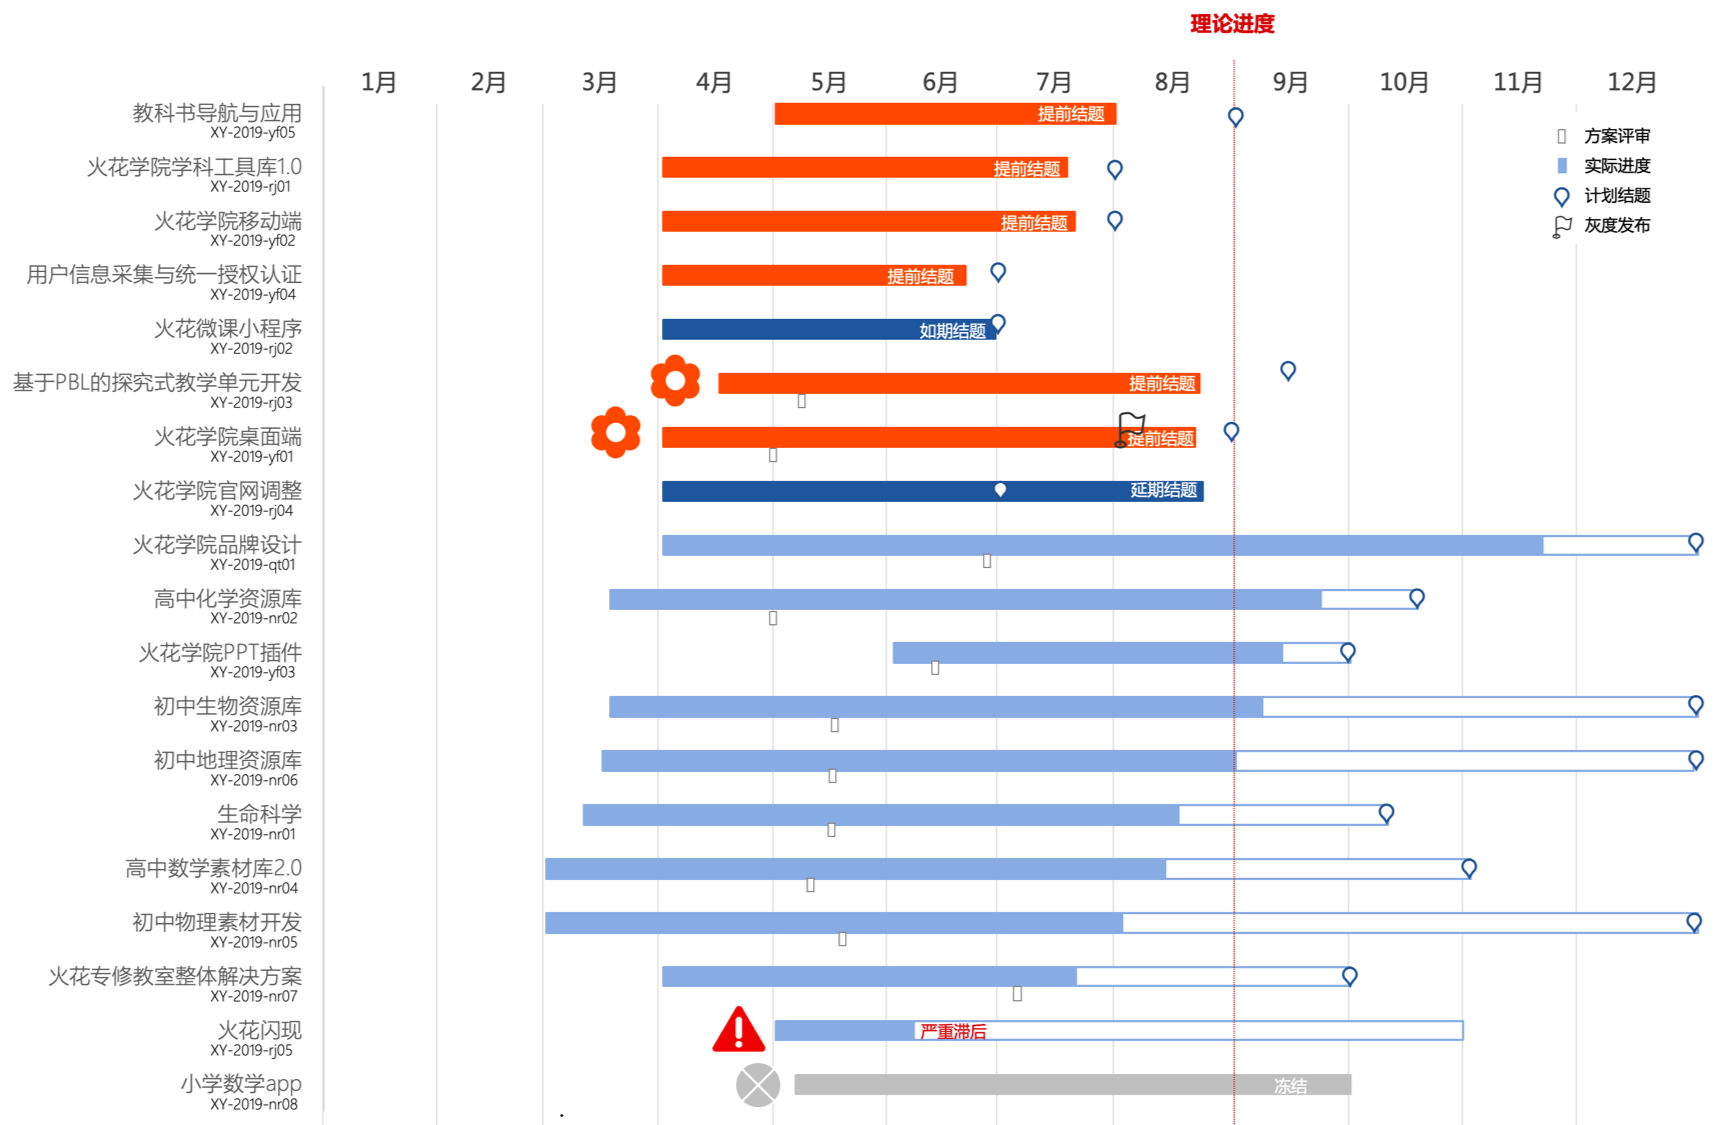 理论进度
1月 2月 3月 4月 5月 6月 7月 8月 9月 10月 11月 12月
教科书导航与应用 提前结题
XY-2019-yf05
方案评审
火花学院学科工具库1.0 提前结题
XY-2019-rj01
实际进度
计划结题
火花学院移动端 提前结题
XY-2019-yf02
灰度发布
用户信息采集与统一授权认证 提前结题
XY-2019-yf04
火花微课小程序 如期结题
XY-2019-rj02
基于PBL的探究式教学单元开发 提前结题
XY-2019-rj03
火花学院桌面端 提前结题
XY-2019-yf01
火花学院官网调整 延期结题
XY-2019-rj04
火花学院品牌设计
XY-2019-qt01
高中化学资源库
XY-2019-nr02
火花学院PPT插件
XY-2019-yf03
初中生物资源库
XY-2019-nr03
初中地理资源库
XY-2019-nr06
生命科学
XY-2019-nr01
高中数学素材库2.0
XY-2019-nr04
初中物理素材开发
XY-2019-nr05
火花专修教室整体解决方案
XY-2019-nr07
火花闪现 严重滞后
XY-2019-rj05
小学数学app 冻结
XY-2019-nr08